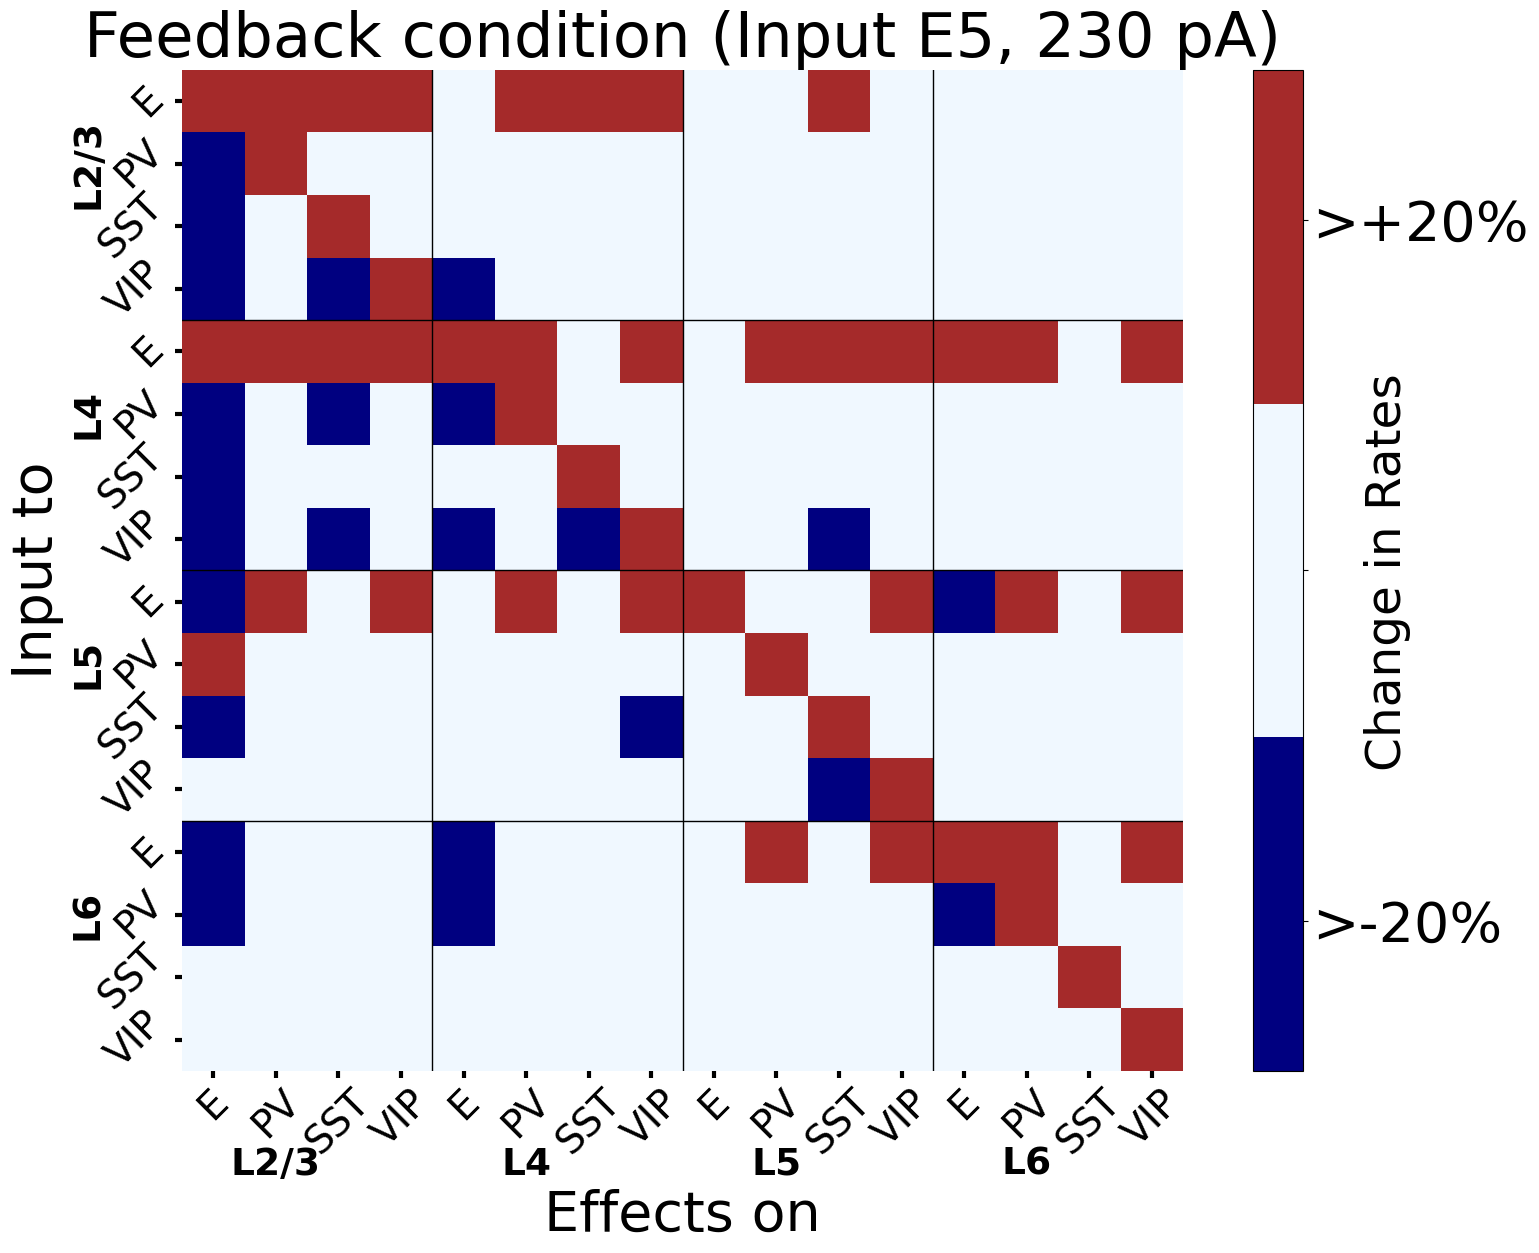 Feedback condition (Input E5, 230 pA)
Input to
L2/3
E
PV
SST
VIP
L4
E
PV
SST
VIP
L5
E
PV
SST
VIP
L6
E
PV
SST
VIP
E PV SST VIP E PV SST VIP E PV SST VIP E PV SST VIP
L2/3 L4 L5 L6
Effects on
>+20%
>-20%
Change in Rates